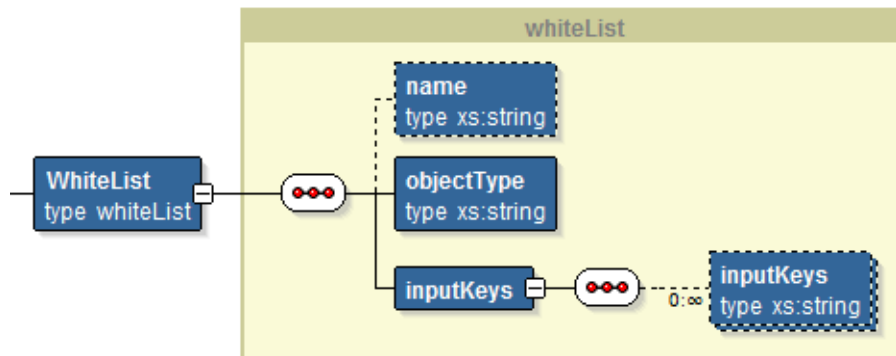 whiteList
name
type xs:string
WhiteList
type whiteList
objectType
type xs:string
inputKeys
0:∞
inputKeys
type xs:string